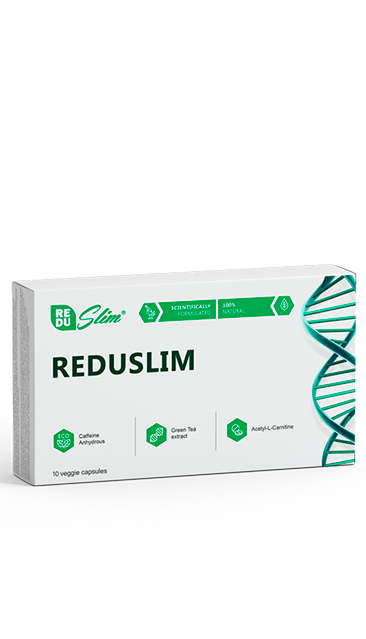 RE
DU
Slim®
SCIENTIFICALLY
FORMULATED
100%
NATURAL
REDUSLIM
ECO
Caffeine
Anhydrous
Green Tea
extract
Acetyl-L-Carnitine
10 veggie capsules